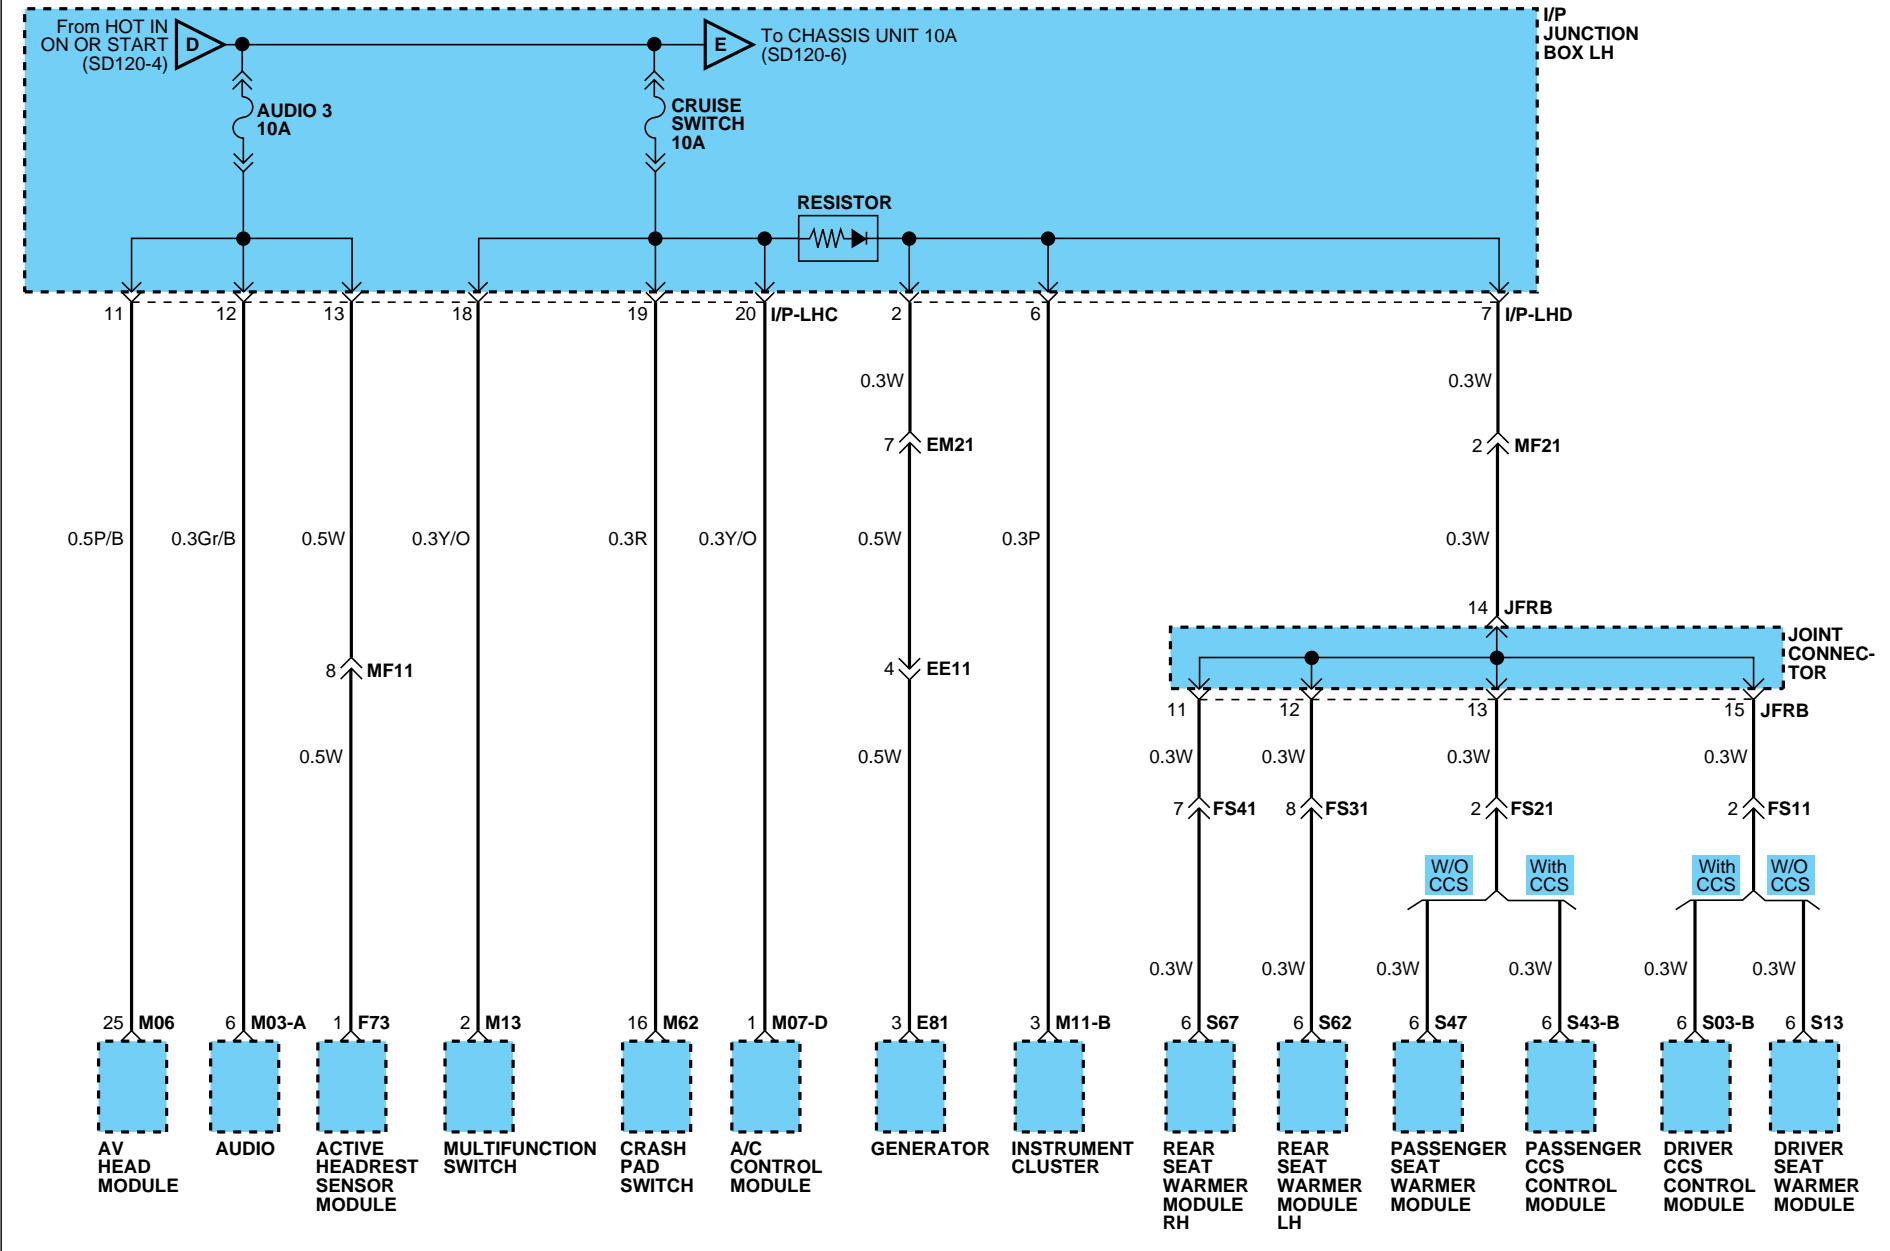 From HOT IN
ON OR START
(SD120-4)
D
E
To CHASSIS UNIT 10A
(SD120-6)
I/P
JUNCTION
BOX LH
AUDIO 3
10A
CRUISE
SWITCH
10A
RESISTOR
11
12
13
18
19
20
I/P-LHC
2
6
7
I/P-LHD
0.3W
0.3W
7
EM21
2
MF21
0.5P/B
0.3Gr/B
0.5W
0.3Y/O
0.3R
0.3Y/O
0.5W
0.3P
0.3W
14
JFRB
JOINT
CONNEC-
TOR
8
MF11
4
EE11
11
12
13
15
JFRB
0.5W
0.5W
0.3W
0.3W
0.3W
0.3W
7
FS41
8
FS31
2
FS21
2
FS11
W/O
CCS
With
CCS
With
CCS
W/O
CCS
0.3W
0.3W
0.3W
0.3W
0.3W
0.3W
25
M06
6
M03-A
1
F73
2
M13
16
M62
1
M07-D
3
E81
3
M11-B
6
S67
6
S62
6
S47
6
S43-B
6
S03-B
6
S13
AV
HEAD
MODULE
AUDIO
ACTIVE
HEADREST
SENSOR
MODULE
MULTIFUNCTION
SWITCH
CRASH
PAD
SWITCH
A/C
CONTROL
MODULE
GENERATOR
INSTRUMENT
CLUSTER
REAR
SEAT
WARMER
MODULE
RH
REAR
SEAT
WARMER
MODULE
LH
PASSENGER
SEAT
WARMER
MODULE
PASSENGER
CCS
CONTROL
MODULE
DRIVER
CCS
CONTROL
MODULE
DRIVER
SEAT
WARMER
MODULE